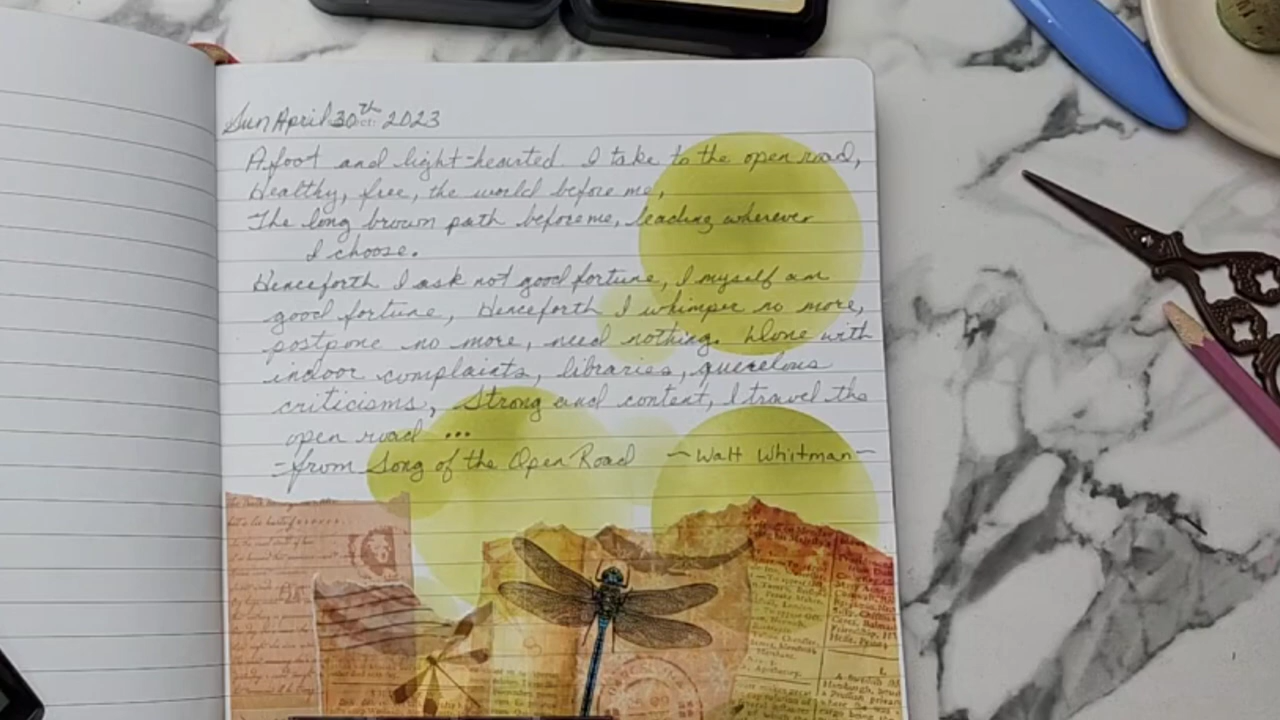 Sun April 30th 2023
Afoot and light-hearted I take to the open road,
Healthy, free, the world before me,
The long brown path before me, leading wherever
I choose.
Henceforth I ask not good fortune, I myself am
good fortune, Henceforth I whimper no more,
postpone no more, need nothing. Done with
indoor complaints, libraries, querelous
criticisms, Strong and content, I travel the
open road ...
- from Song of the Open Road ~ Walt Whitman ~